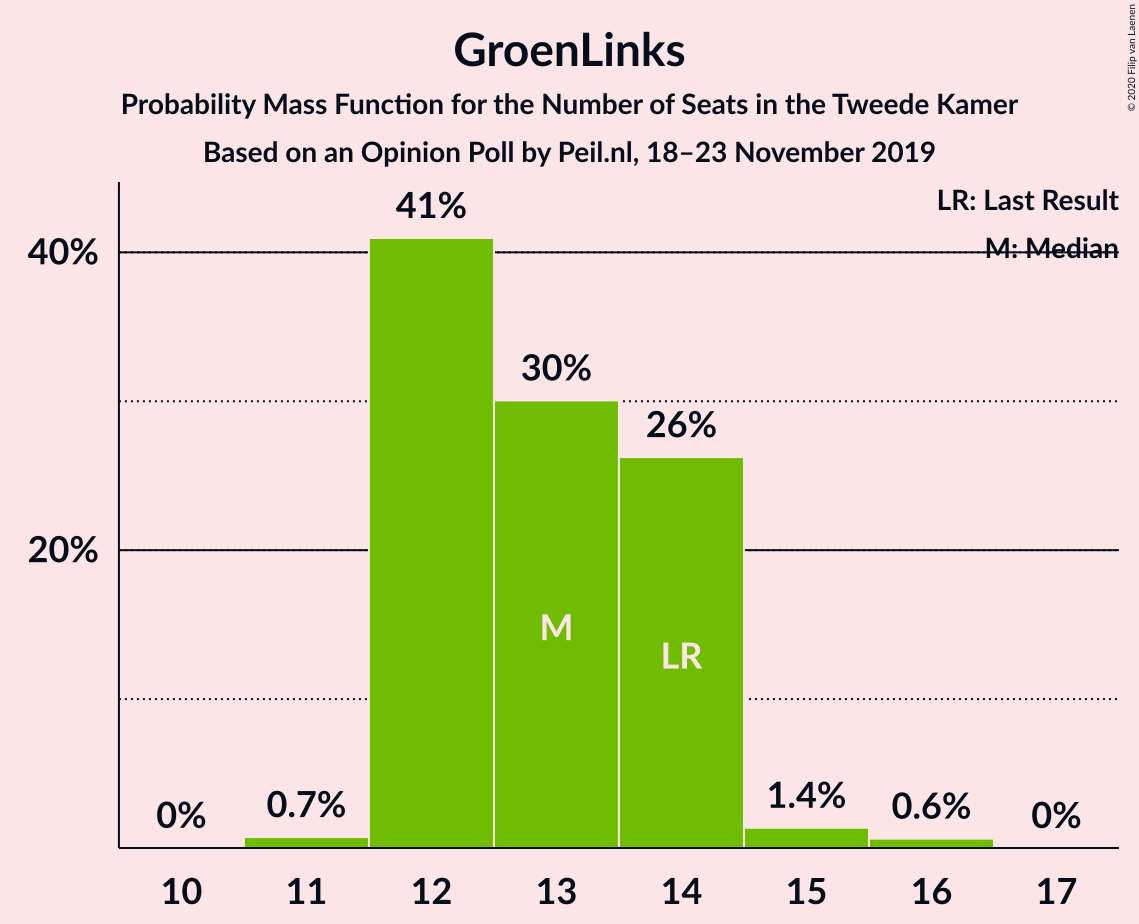 GroenLinks
Probability Mass Function for the Number of Seats in the Tweede Kamer
Based on an Opinion Poll by Peil.nl, 18–23 November 2019
© 2020 Filip van Laenen
LR: Last Result
M: Median
40%
20%
0%
0.7%
41%
30%
26%
1.4%
0.6%
0%
M
LR
10 11 12 13 14 15 16 17